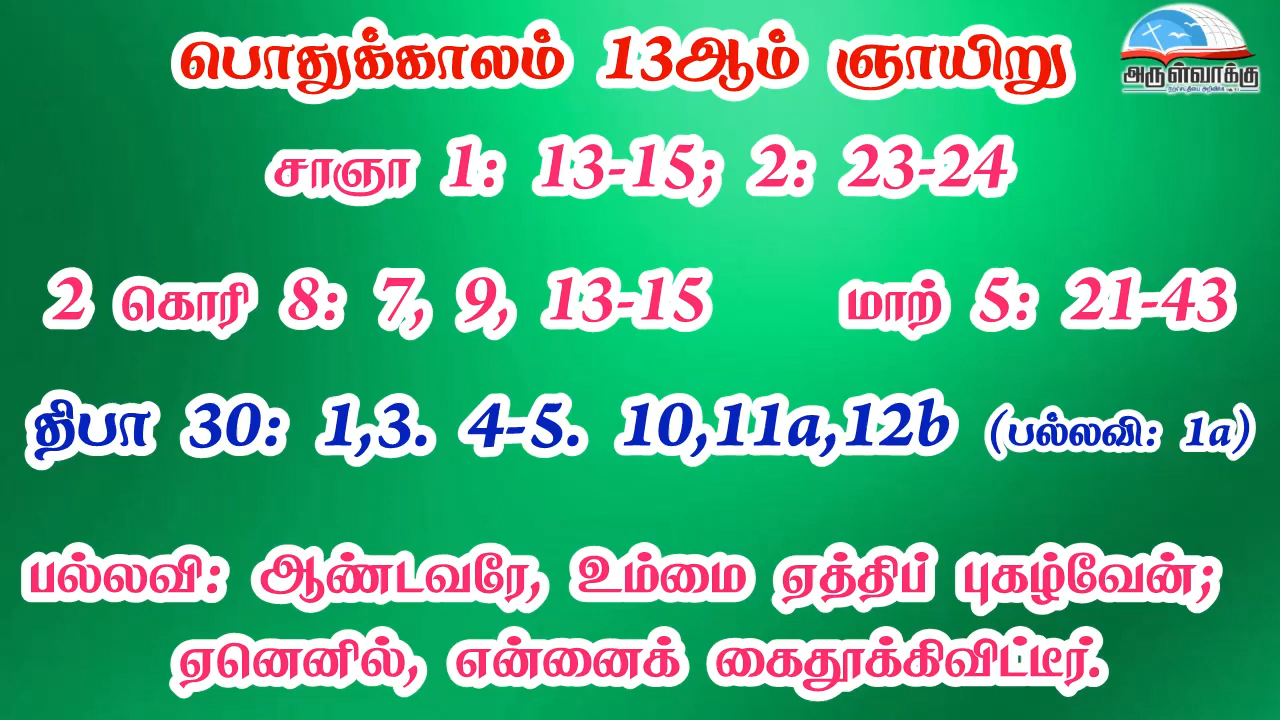 பொதுக்காலம் 13ஆம் ஞாயிறு
அருள்வாக்கு
சாஞா 1: 13-15; 2: 23-24
2 கொரி 8: 7, 9, 13-15 மாற் 5: 21-43
திபா 30: 1,3. 4-5. 10,11a,12b (பல்லவி: 1a)
பல்லவி: ஆண்டவரே, உம்மை ஏத்திப் புகழ்வேன்;
ஏனெனில், என்னைக் கைதூக்கிவிட்டீர்.